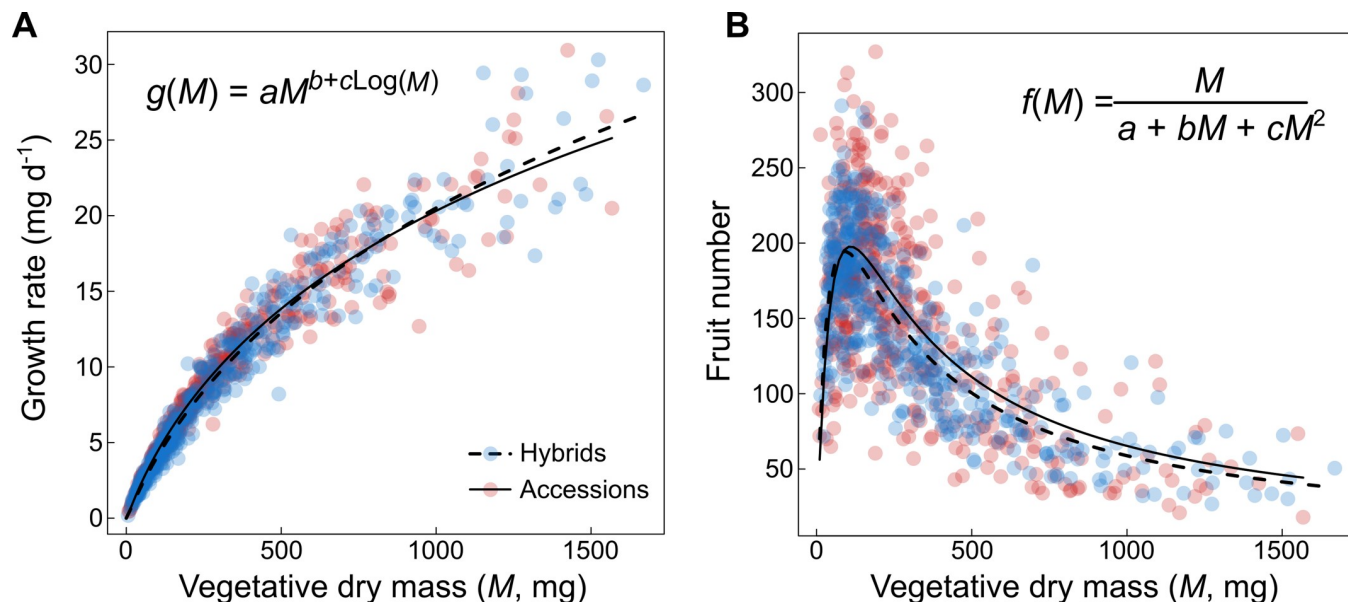 A
g(M) = aM^{b+cLog(M)}
Growth rate (mg d⁻¹)
30
25
20
15
10
5
0
Hybrids
Accessions
0 500 1000 1500
Vegetative dry mass (M, mg)
B
f(M) = M / (a + bM + cM²)
Fruit number
300
250
200
150
100
50
0 500 1000 1500
Vegetative dry mass (M, mg)